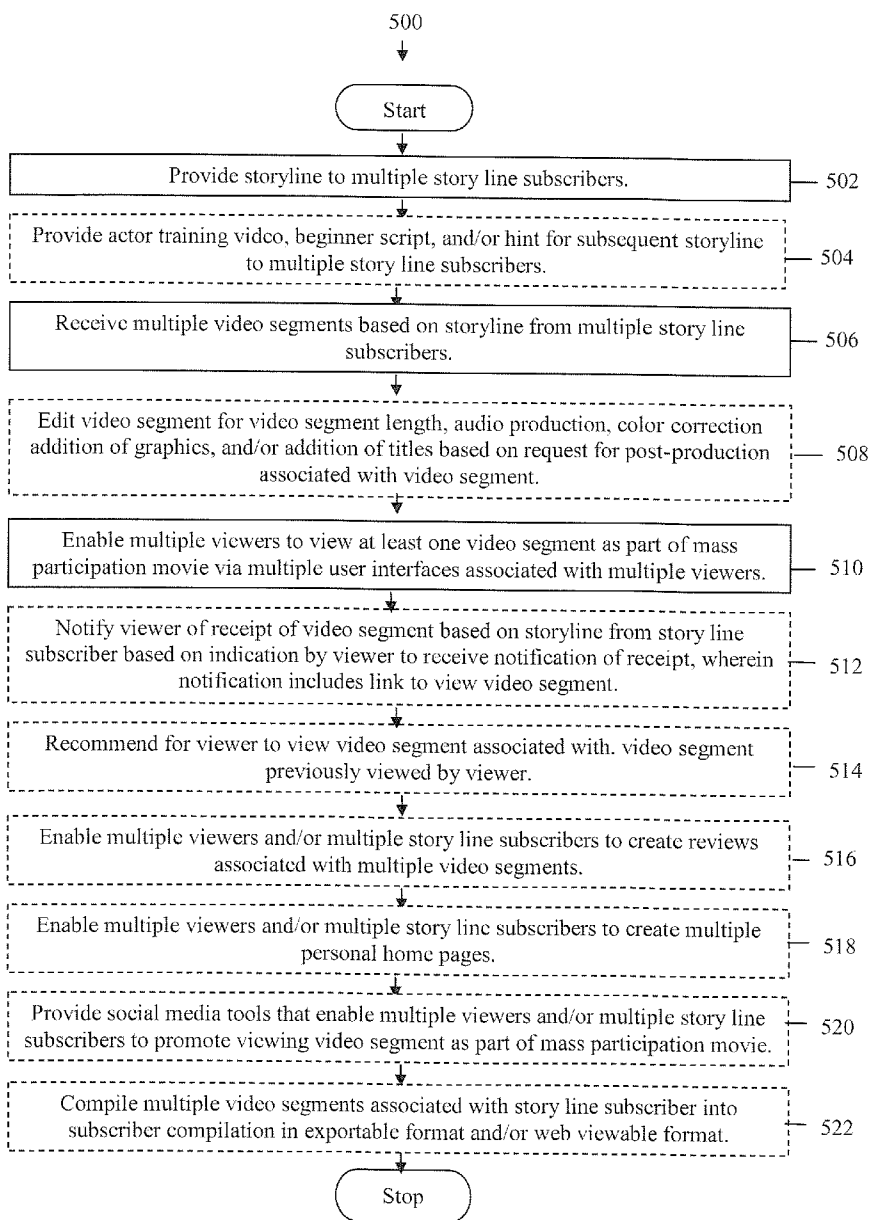 500
Start
Provide storyline to multiple story line subscribers.
502
Provide actor training video, beginner script, and/or hint for subsequent storyline
to multiple story line subscribers.
504
Receive multiple video segments based on storyline from multiple story line
subscribers.
506
Edit video segment for video segment length, audio production, color correction
addition of graphics, and/or addition of titles based on request for post-production
associated with video segment.
508
Enable multiple viewers to view at least one video segment as part of mass
participation movie via multiple user interfaces associated with multiple viewers.
510
Notify viewer of receipt of video segment based on storyline from story line
subscriber based on indication by viewer to receive notification of receipt, wherein
notification includes link to view video segment.
512
Recommend for viewer to view video segment associated with. video segment
previously viewed by viewer.
514
Enable multiple viewers and/or multiple story line subscribers to create reviews
associated with multiple video segments.
516
Enable multiple viewers and/or multiple story line subscribers to create multiple
personal home pages.
518
Provide social media tools that enable multiple viewers and/or multiple story line
subscribers to promote viewing video segment as part of mass participation movie.
520
Compile multiple video segments associated with story line subscriber into
subscriber compilation in exportable format and/or web viewable format.
522
Stop